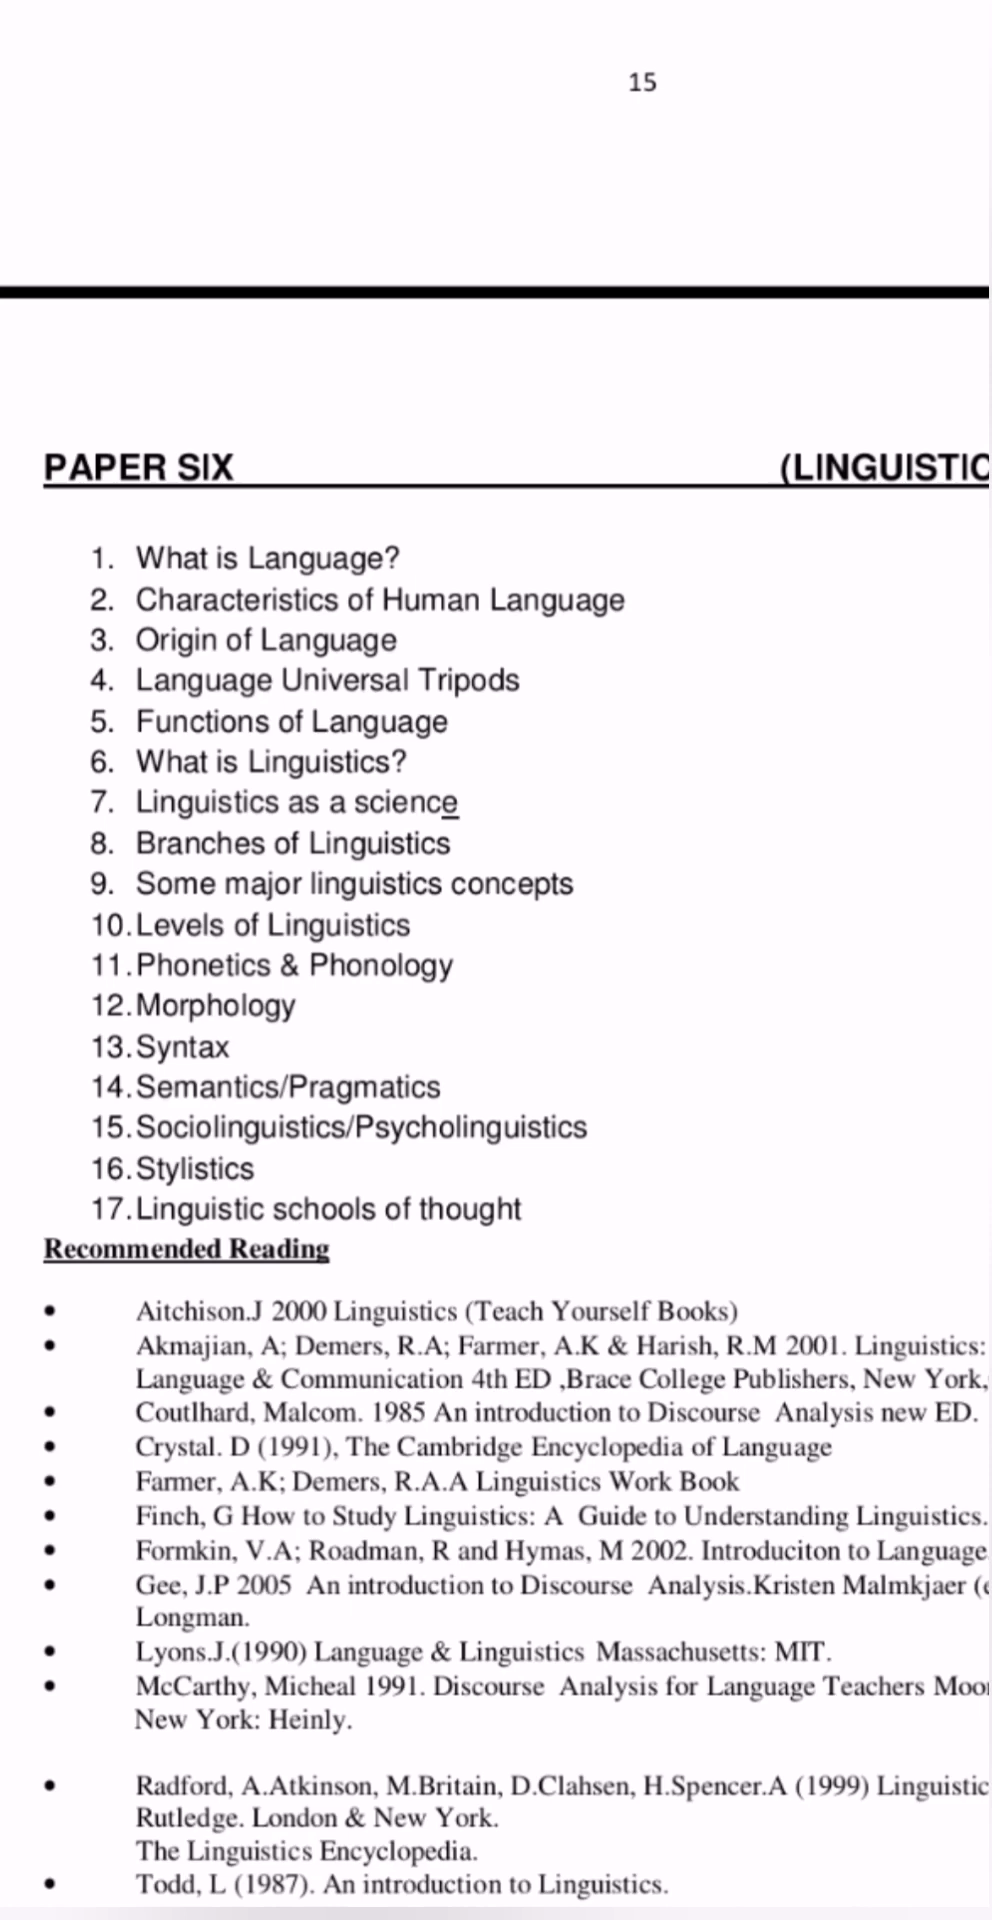 15
PAPER SIX (LINGUISTIC
1. What is Language?
2. Characteristics of Human Language
3. Origin of Language
4. Language Universal Tripods
5. Functions of Language
6. What is Linguistics?
7. Linguistics as a science
8. Branches of Linguistics
9. Some major linguistics concepts
10. Levels of Linguistics
11. Phonetics & Phonology
12. Morphology
13. Syntax
14. Semantics/Pragmatics
15. Sociolinguistics/Psycholinguistics
16. Stylistics
17. Linguistic schools of thought
Recommended Reading
• Aitchison.J 2000 Linguistics (Teach Yourself Books)
• Akmajian, A; Demers, R.A; Farmer, A.K & Harish, R.M 2001. Linguistics:
Language & Communication 4th ED ,Brace College Publishers, New York,
• Coutlhard, Malcom. 1985 An introduction to Discourse Analysis new ED.
• Crystal. D (1991), The Cambridge Encyclopedia of Language
• Farmer, A.K; Demers, R.A.A Linguistics Work Book
• Finch, G How to Study Linguistics: A Guide to Understanding Linguistics.
• Formkin, V.A; Roadman, R and Hymas, M 2002. Introduciton to Language
• Gee, J.P 2005 An introduction to Discourse Analysis.Kristen Malmkjaer (
Longman.
• Lyons.J.(1990) Language & Linguistics Massachusetts: MIT.
• McCarthy, Micheal 1991. Discourse Analysis for Language Teachers
New York: Heinly.
• Radford, A.Atkinson, M.Britain, D.Clahsen, H.Spencer.A (1999) Linguistic
Rutledge. London & New York.
The Linguistics Encyclopedia.
• Todd, L (1987). An introduction to Linguistics.